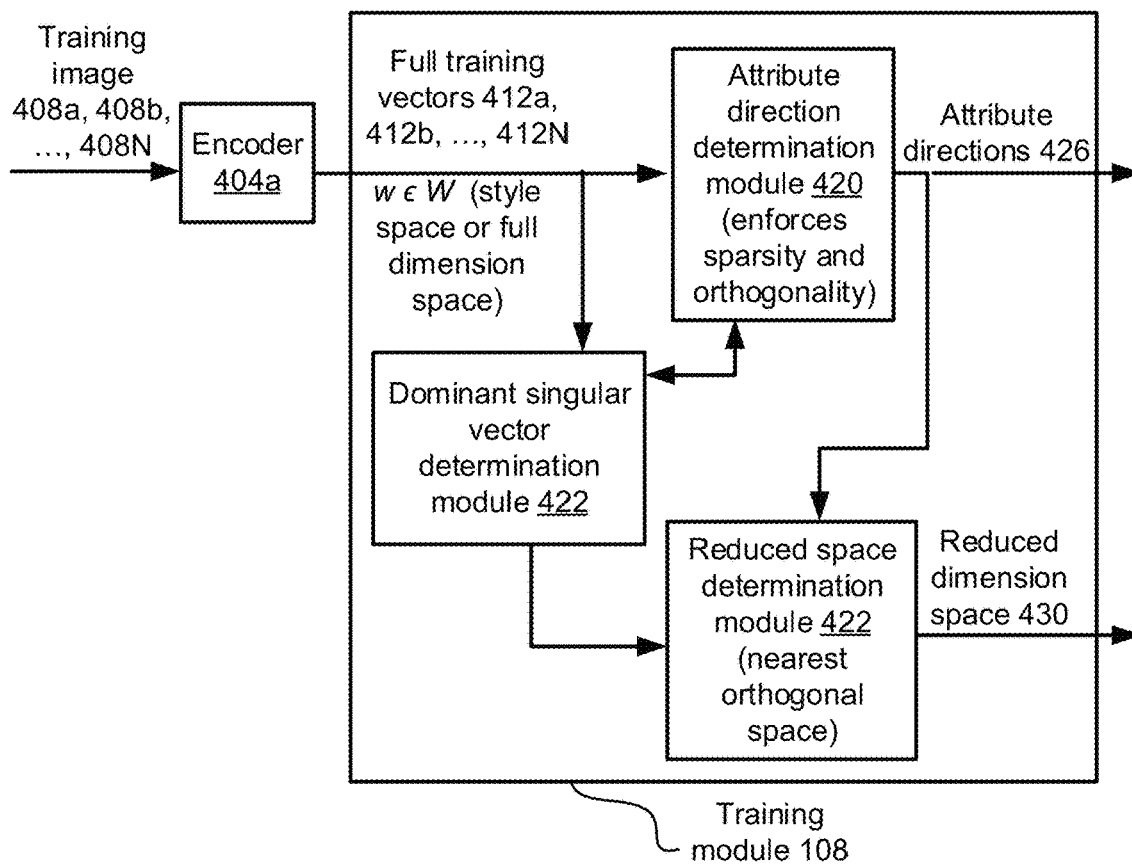 Training
image
408a, 408b,
..., 408N
Encoder
404a
Full training
vectors 412a,
412b, ..., 412N
w ϵ W (style
space or full
dimension
space)
Attribute
direction
determination
module 420
(enforces
sparsity and
orthogonality)
Attribute
directions 426
Dominant singular
vector
determination
module 422
Reduced space
determination
module 422
(nearest
orthogonal
space)
Reduced
dimension
space 430
Training
module 108